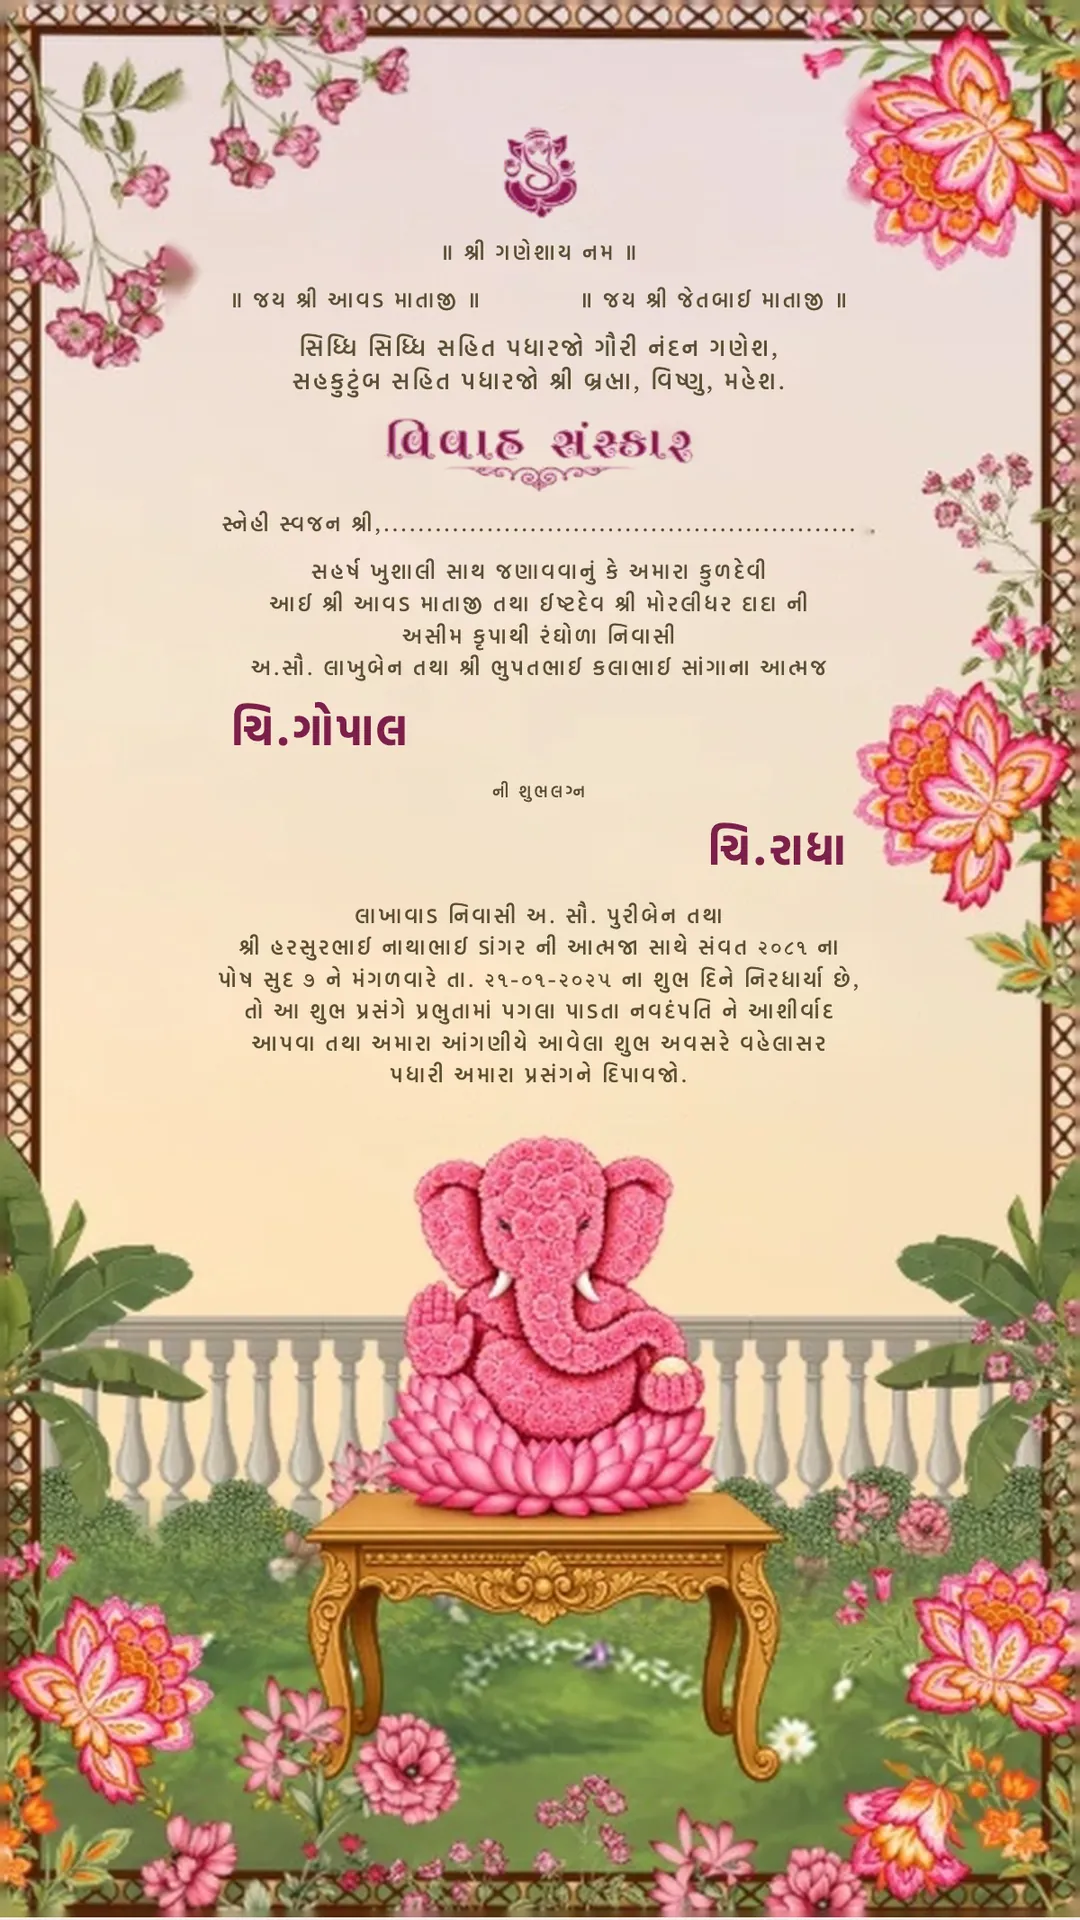 ॥ શ્રી ગણેશાય નમ ॥
॥ જય શ્રી આવડ માતાજી ॥ ॥ જય શ્રી જેતબાઈ માતાજી ॥
સિધ્ધિ સિધ્ધિ સહિત પધારજો ગૌરી નંદન ગણેશ,
સહકુટુંબ સહિત પધારજો શ્રી બ્રહ્મા, વિષ્ણુ, મહેશ.
વિવાહ સંસ્કાર
સ્નેહી સ્વજન શ્રી,.......................................................
સહર્ષ ખુશાલી સાથ જણાવવાનું કે અમારા કુળદેવી
આઈ શ્રી આવડ માતાજી તથા ઈષ્ટદેવ શ્રી મોરલીધર દાદા ની
અસીમ કૃપાથી રંઘોળા નિવાસી
અ.સૌ. લાખુબેન તથા શ્રી ભુપતભાઈ કલાભાઈ સાંગાના આત્મજ
ચિ.ગોપાલ
ની શુભલગ્ન
ચિ.રાધા
લાખાવાડ નિવાસી અ. સૌ. પુરીબેન તથા
શ્રી હરસુરભાઈ નાથાભાઈ ડાંગર ની આત્મજા સાથે સંવત ૨૦૮૧ ના
પોષ સુદ ૭ ને મંગળવારે તા. ૨૧-૦૧-૨૦૨૫ ના શુભ દિને નિરધાર્યા છે,
તો આ શુભ પ્રસંગે પ્રભુતામાં પગલા પાડતા નવદંપતિ ને આશીર્વાદ
આપવા તથા અમારા આંગણીયે આવેલા શુભ અવસરે વહેલાસર
પધારી અમારા પ્રસંગને દિપાવજો.